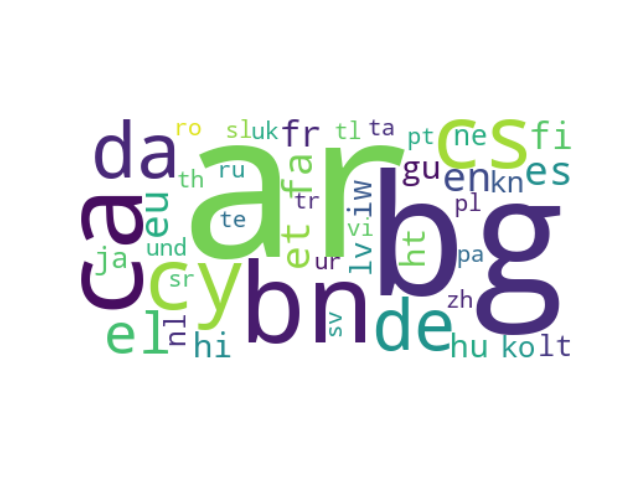 ro sl uk fr tl ta pt cs ne fi
da ar th ru fa gu en kn es
ca eu te tr iw bg pl
ja und et ur lv vi ht pa
cy sr bn zh
el nl hi sv de hu ko lt